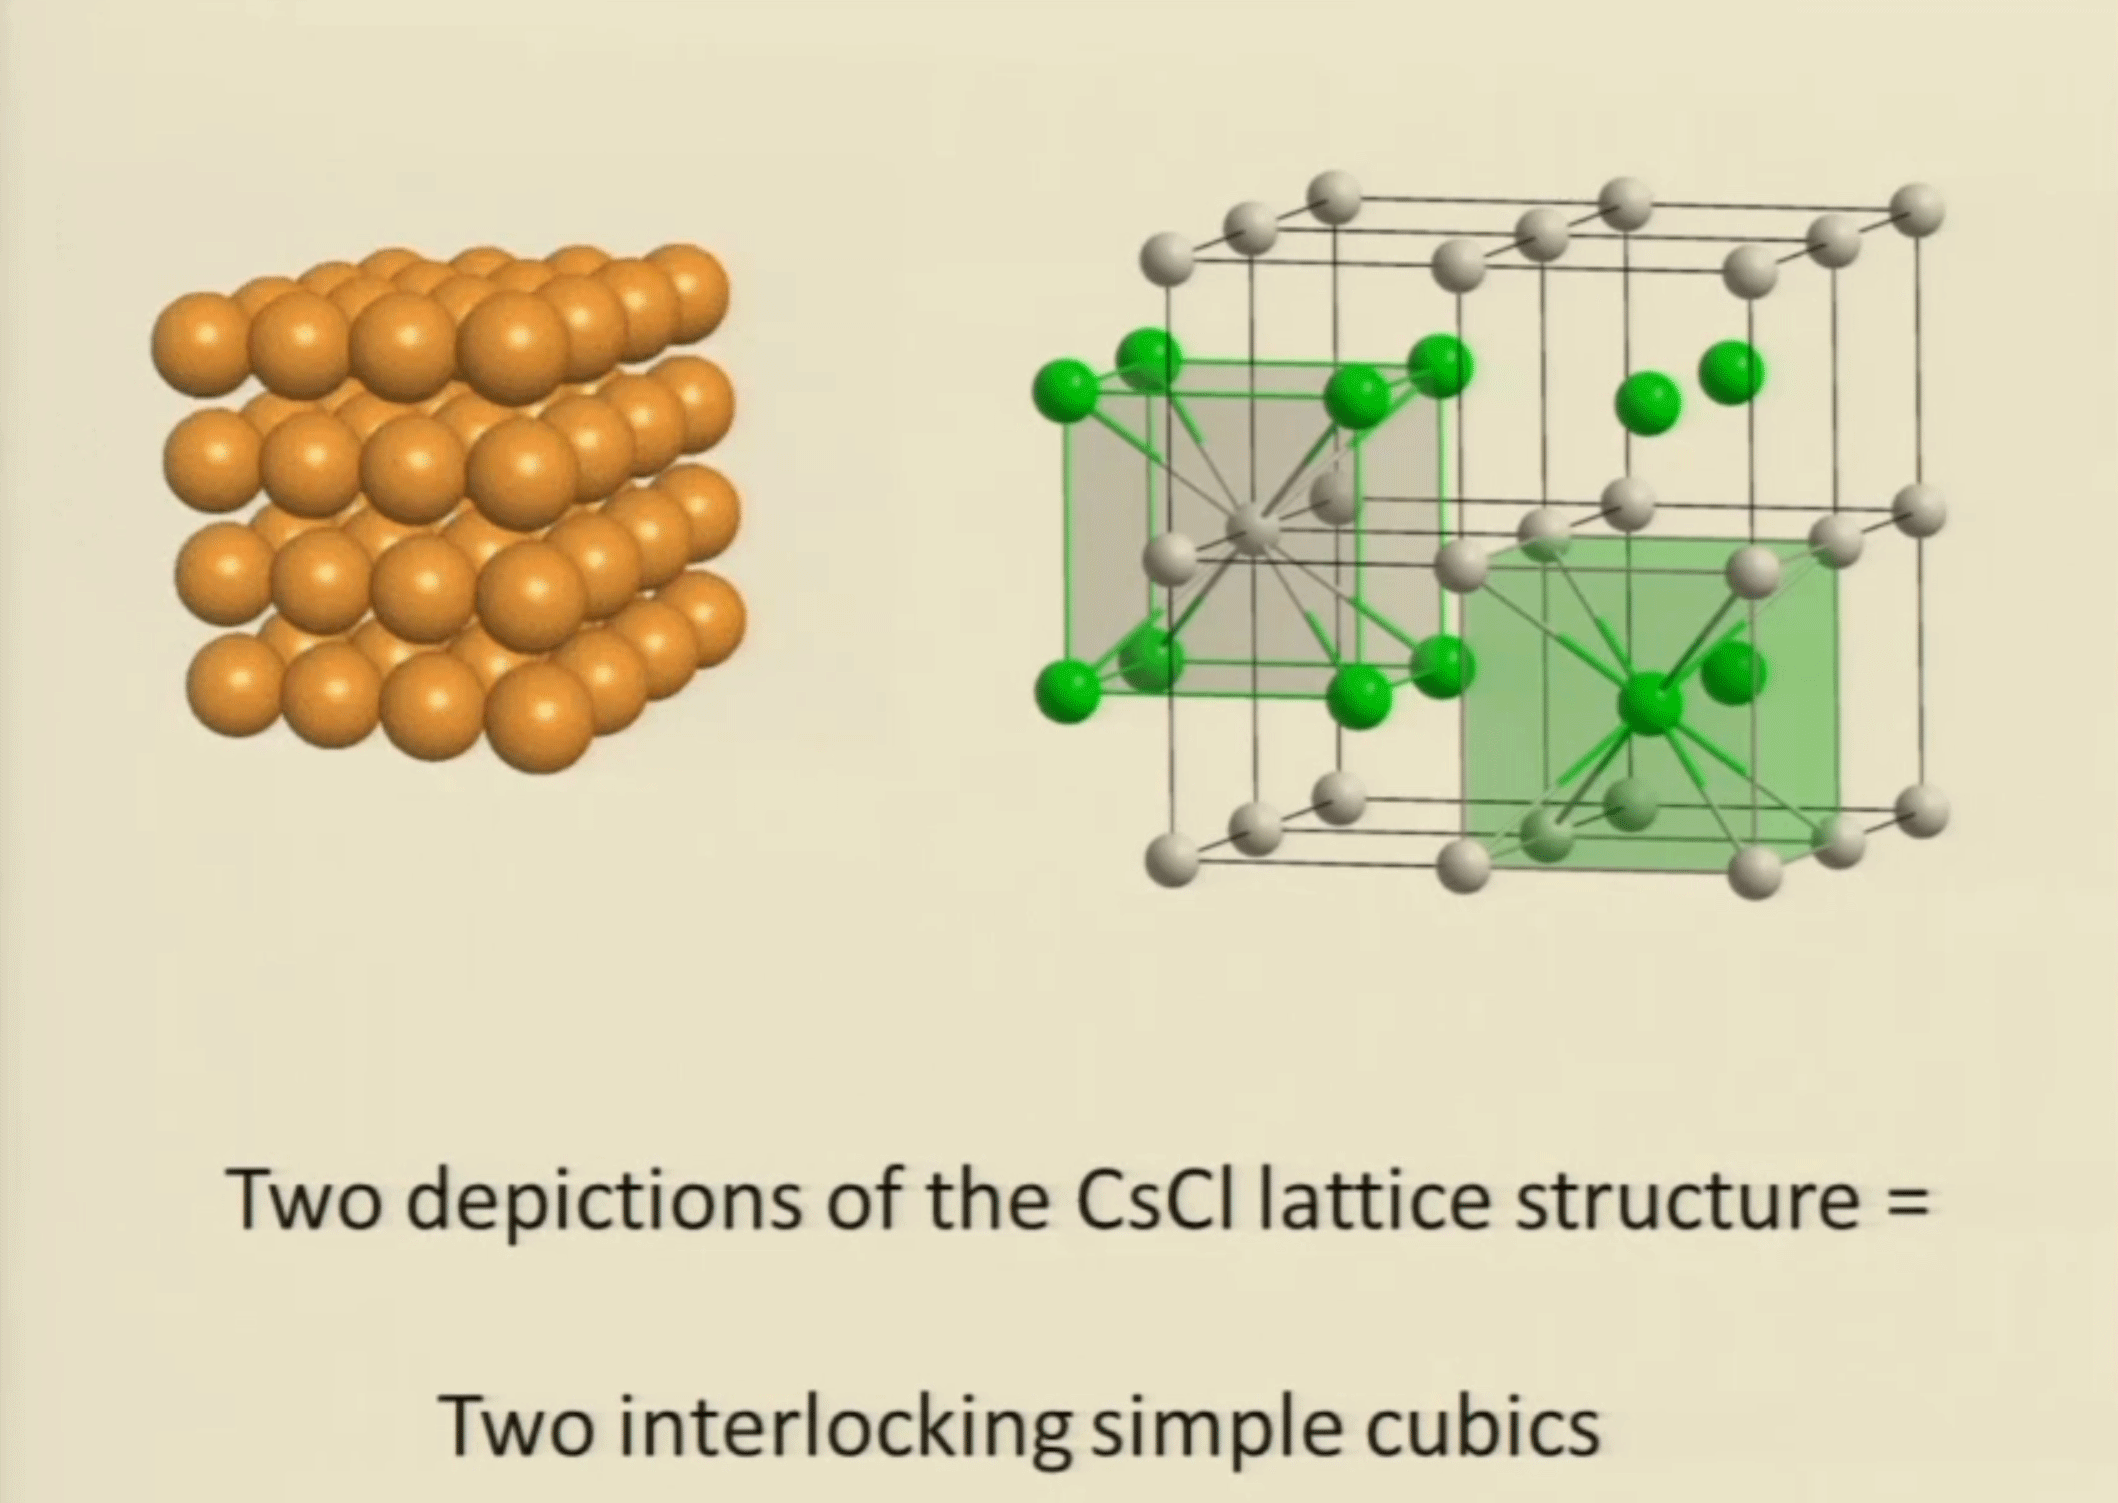 Two depictions of the CsCl lattice structure =
Two interlocking simple cubics